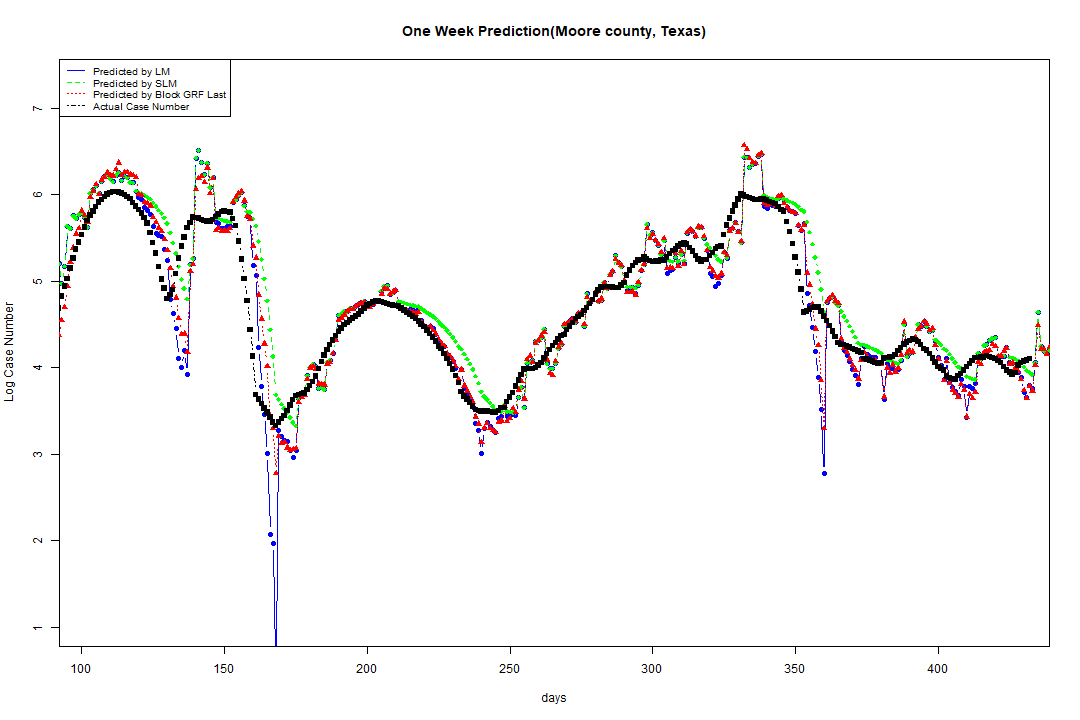 One Week Prediction(Moore county, Texas)
Predicted by LM
Predicted by SLM
Predicted by Block GRF Last
Actual Case Number
Log Case Number
7
6
5
4
3
2
1
100 150 200 250 300 350 400
days